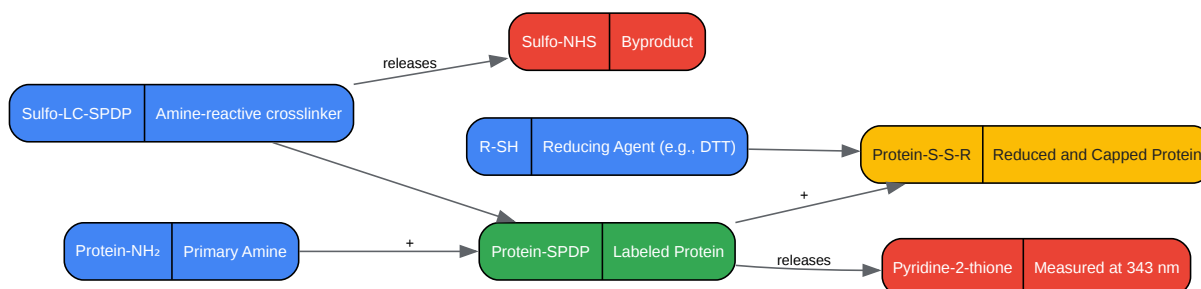 Sulfo-NHS Byproduct
releases
Sulfo-LC-SPDP Amine-reactive crosslinker
R-SH Reducing Agent (e.g., DTT)
Protein-S-S-R Reduced and Capped Protein
+
Protein-NH₂ Primary Amine
+
Protein-SPDP Labeled Protein
releases
Pyridine-2-thione Measured at 343 nm